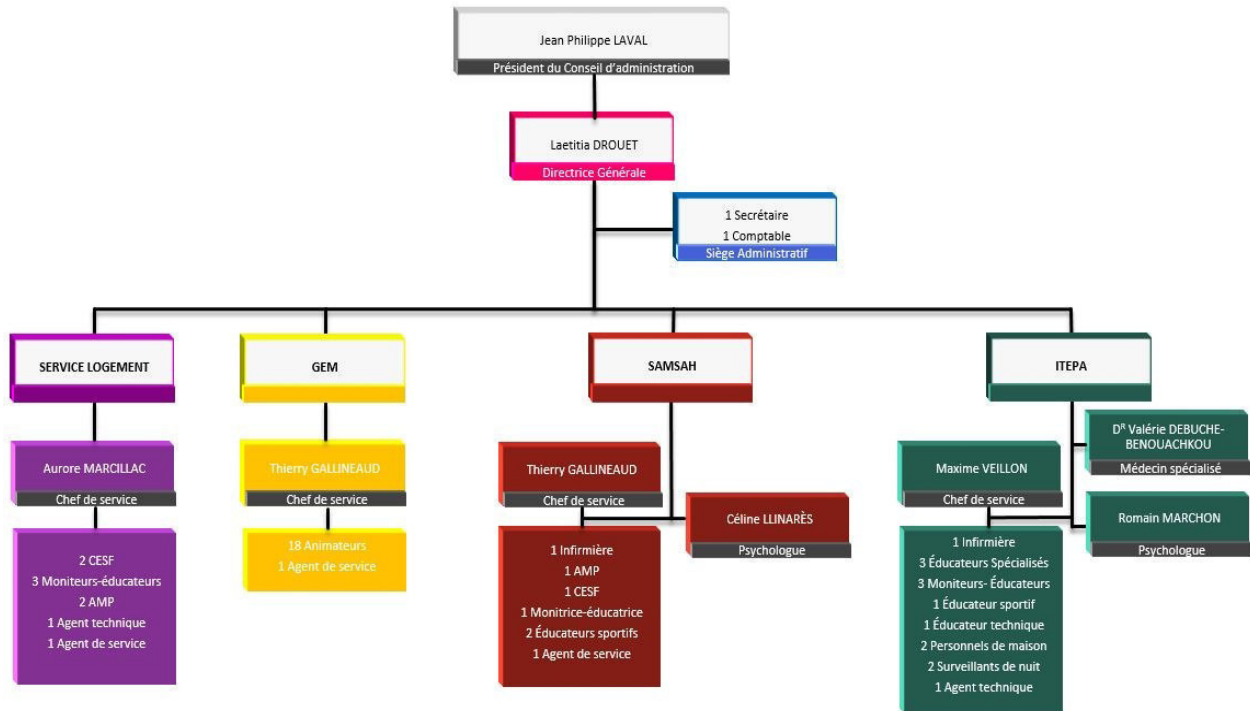 Jean Philippe LAVAL
Président du Conseil d'administration
Laetitia DROUET
Directrice Générale
1 Secrétaire
1 Comptable
Siège Administratif
SERVICE LOGEMENT
GEM
SAMSAH
ITEPA
Aurore MARCILLAC
Chef de service
2 CESF
3 Moniteurs-éducateurs
2 AMP
1 Agent technique
1 Agent de service
Thierry GALLINEAUD
Chef de service
18 Animateurs
1 Agent de service
Thierry GALLINEAUD
Chef de service
Céline LLINARÈS
Psychologue
1 Infirmière
1 AMP
1 CESF
1 Monitrice-éducatrice
2 Éducateurs sportifs
1 Agent de service
Dᴿ Valérie DEBUCHE-
BENOUACHKOU
Médecin spécialisé
Maxime VEILLON
Chef de service
Romain MARCHON
Psychologue
1 Infirmière
3 Éducateurs Spécialisés
3 Moniteurs- Éducateurs
1 Éducateur sportif
1 Éducateur technique
2 Personnels de maison
2 Surveillants de nuit
1 Agent technique